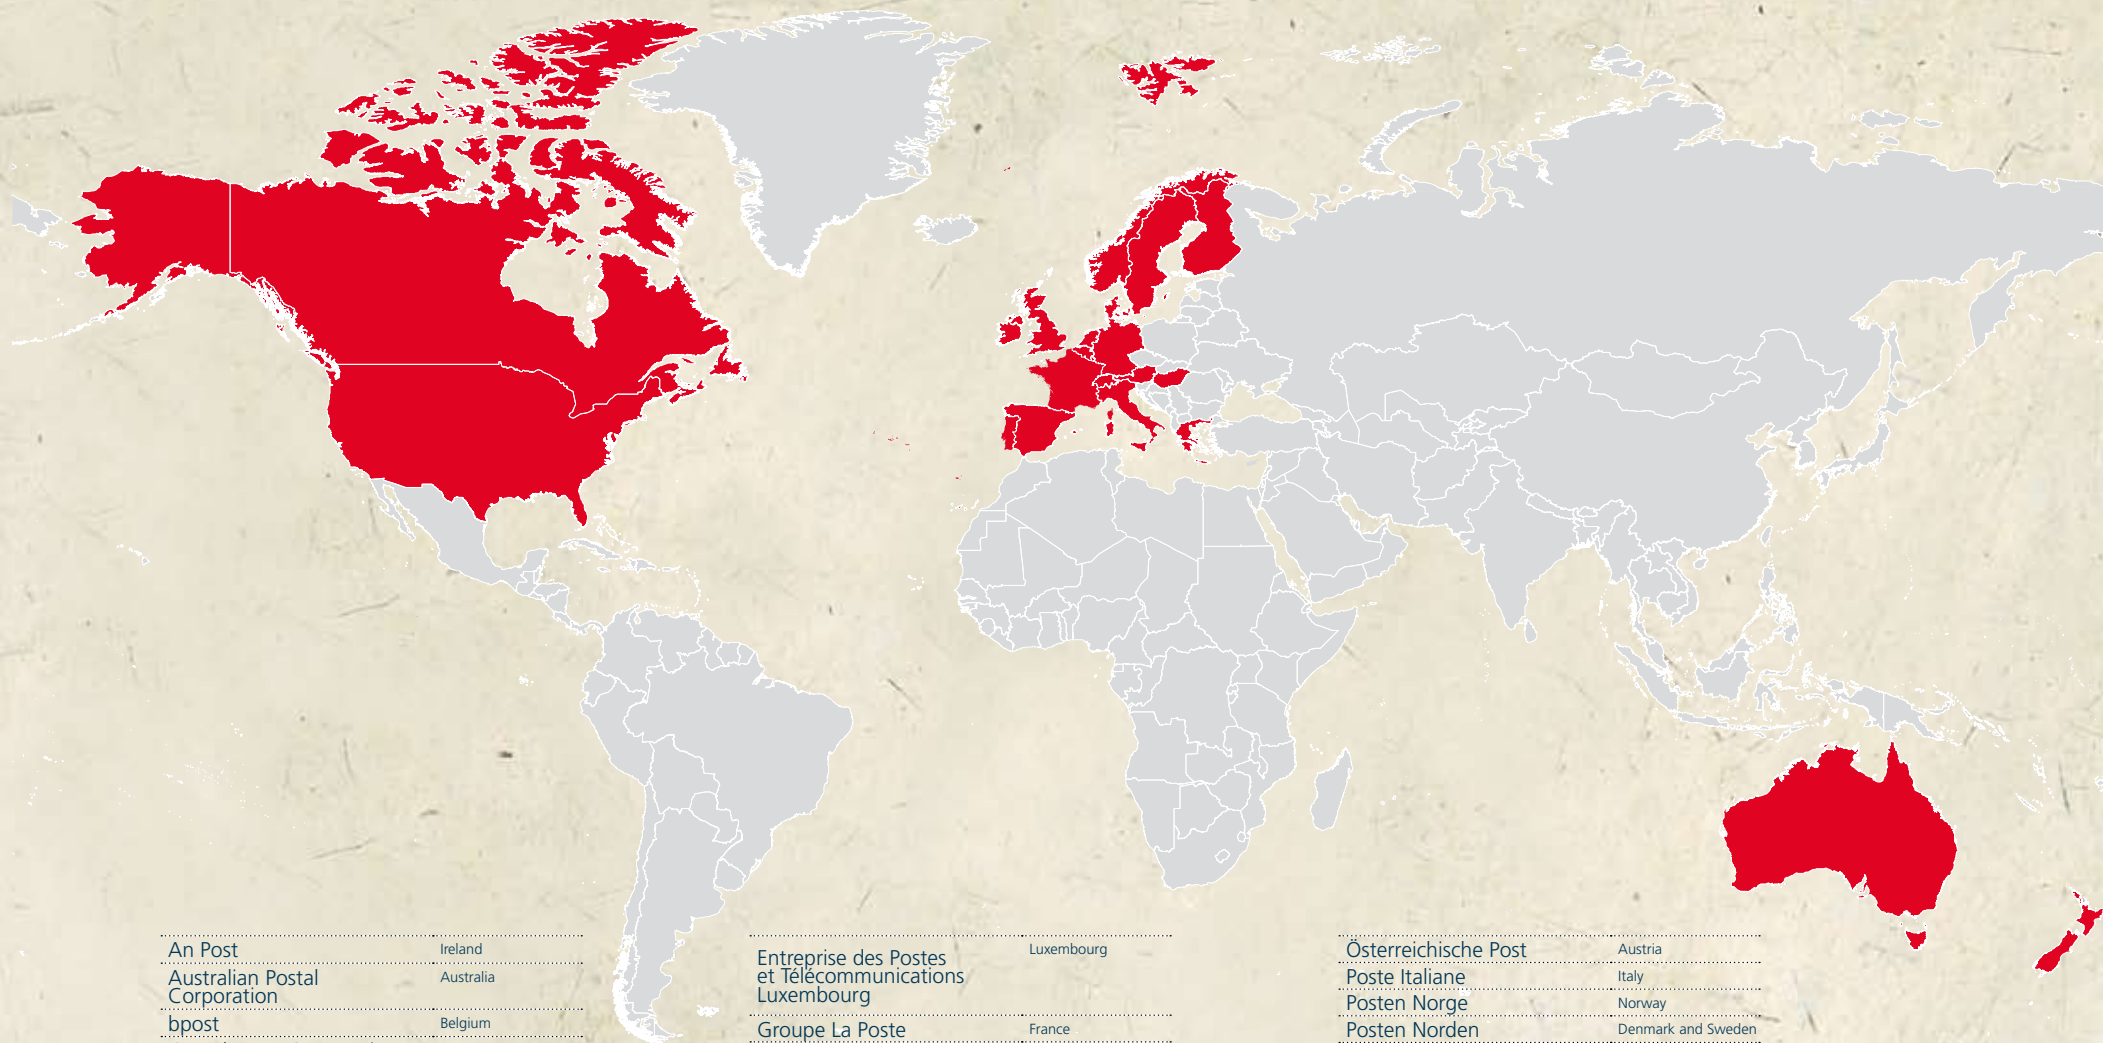 An Post Ireland
Australian Postal Australia
Corporation
bpost Belgium
Entreprise des Postes Luxembourg
et Télécommunications
Luxembourg
Groupe La Poste France
Österreichische Post Austria
Poste Italiane Italy
Posten Norge Norway
Posten Norden Denmark and Sweden